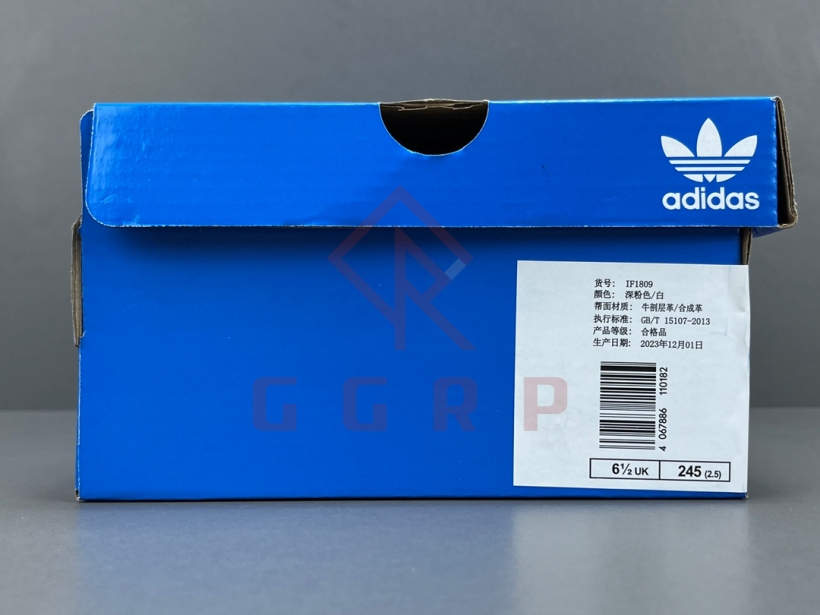 adidas
货号: IF1809
颜色: 深粉色/白
帮面材质: 牛剖层革/合成革
执行标准: GB/T 15107-2013
产品等级: 合格品
生产日期: 2023年12月01日
4 067886 110182
6½ UK 245 (2.5)
GGRP